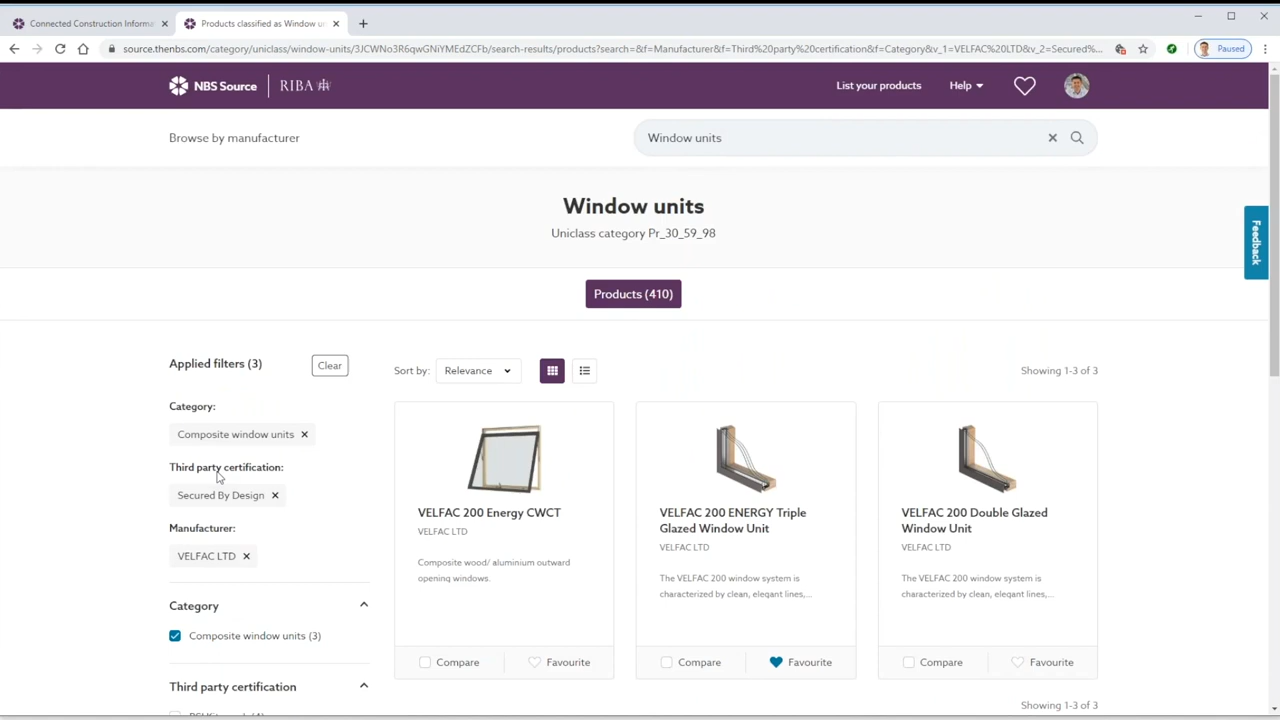 Connected Construction Informa
Products classified as Window un
source.thenbs.com/category/uniclass/window-units/3JCWNo3R6qwGNiYMEdZCFb/search-results/products?search=&f=Manufacturer&f=Third%20party%20certification&f=Category&v_1=VELFAC%20LTD&v_2=Secured%...
Paused
NBS Source
RIBA
List your products
Help
Browse by manufacturer
Window units
Window units
Uniclass category Pr_30_59_98
Feedback
Products (410)
Applied filters (3)
Clear
Sort by:
Relevance
Showing 1-3 of 3
Category:
Composite window units
Third party certification:
Secured By Design
Manufacturer:
VELFAC LTD
Category
Composite window units (3)
Third party certification
VELFAC 200 Energy CWCT
VELFAC LTD
Composite wood/ aluminium outward
opening windows.
Compare
Favourite
VELFAC 200 ENERGY Triple
Glazed Window Unit
VELFAC LTD
The VELFAC 200 window system is
characterized by clean, elegant lines,...
Compare
Favourite
VELFAC 200 Double Glazed
Window Unit
VELFAC LTD
The VELFAC 200 window system is
characterized by clean, elegant lines,...
Compare
Favourite
Showing 1-3 of 3